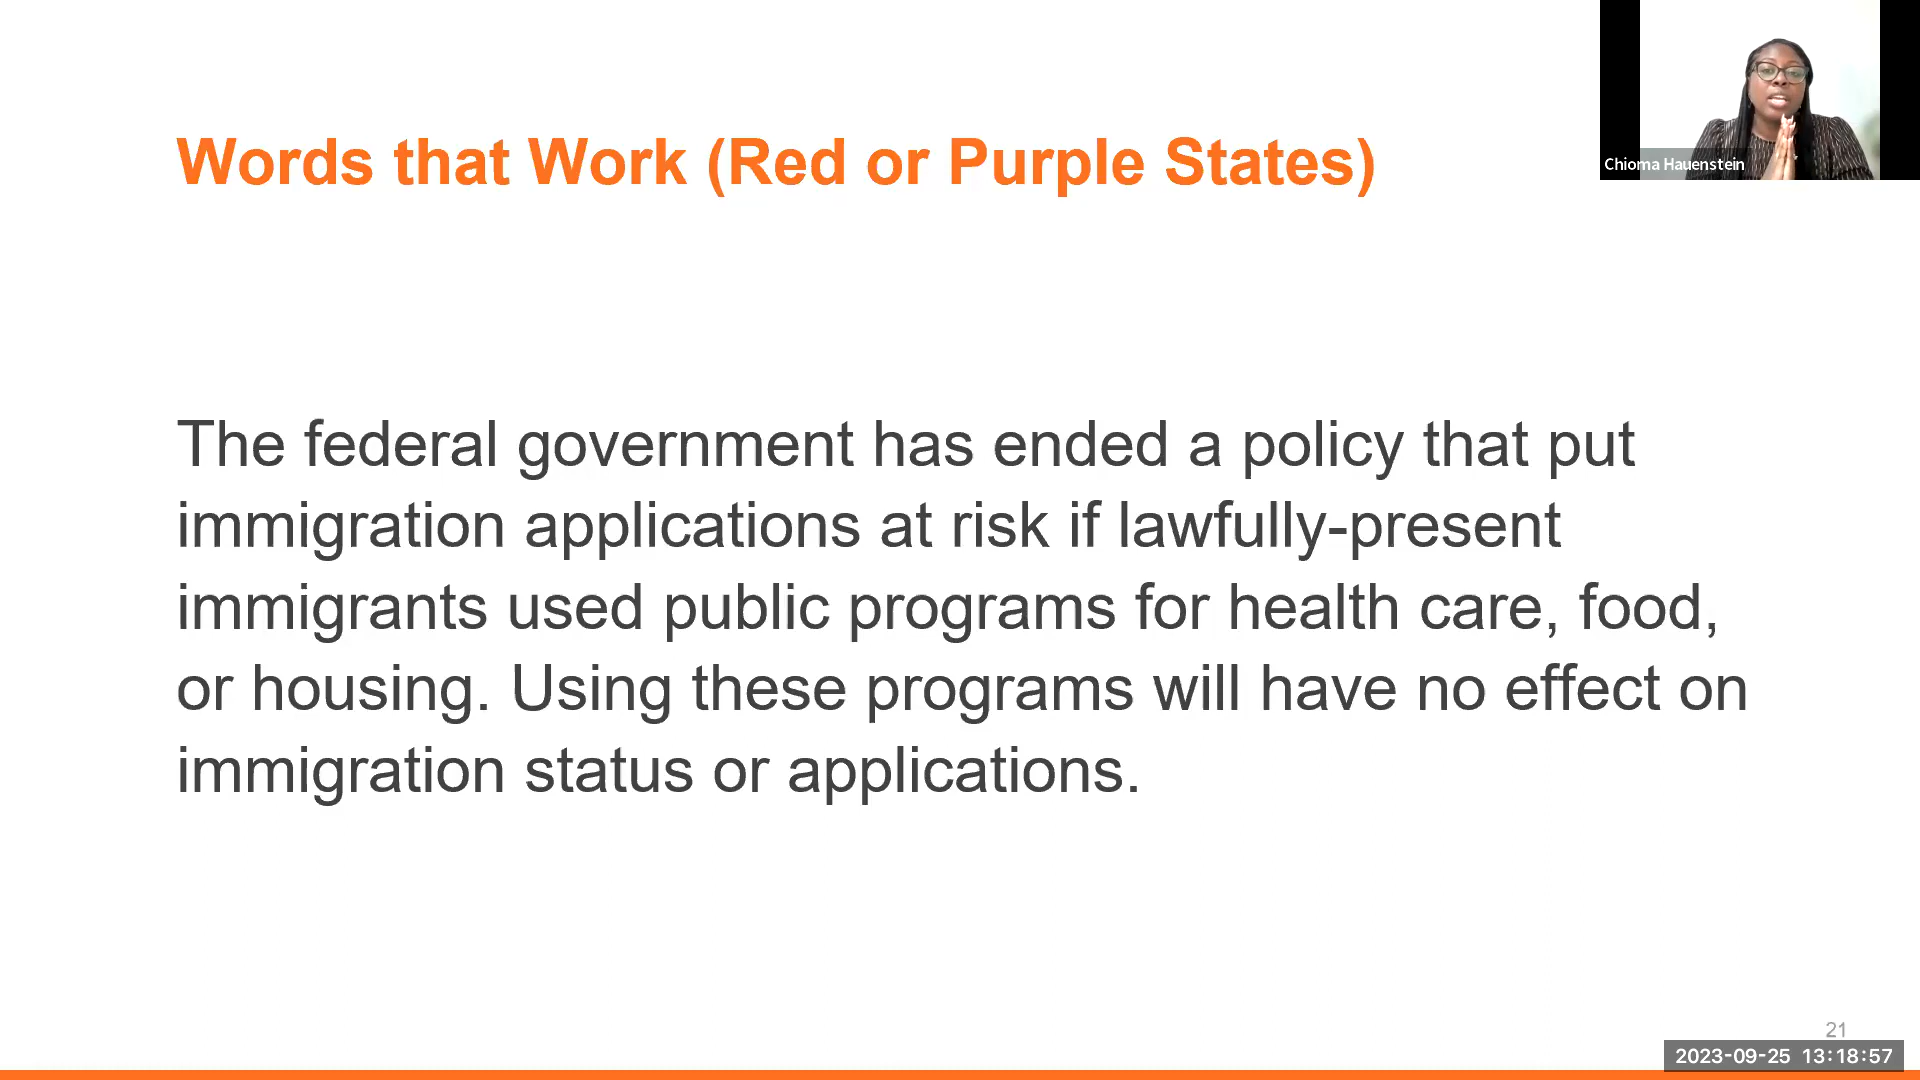 Words that Work (Red or Purple States)
Chioma Hauenstein
The federal government has ended a policy that put
immigration applications at risk if lawfully-present
immigrants used public programs for health care, food,
or housing. Using these programs will have no effect on
immigration status or applications.
21
2023-09-25 13:18:57